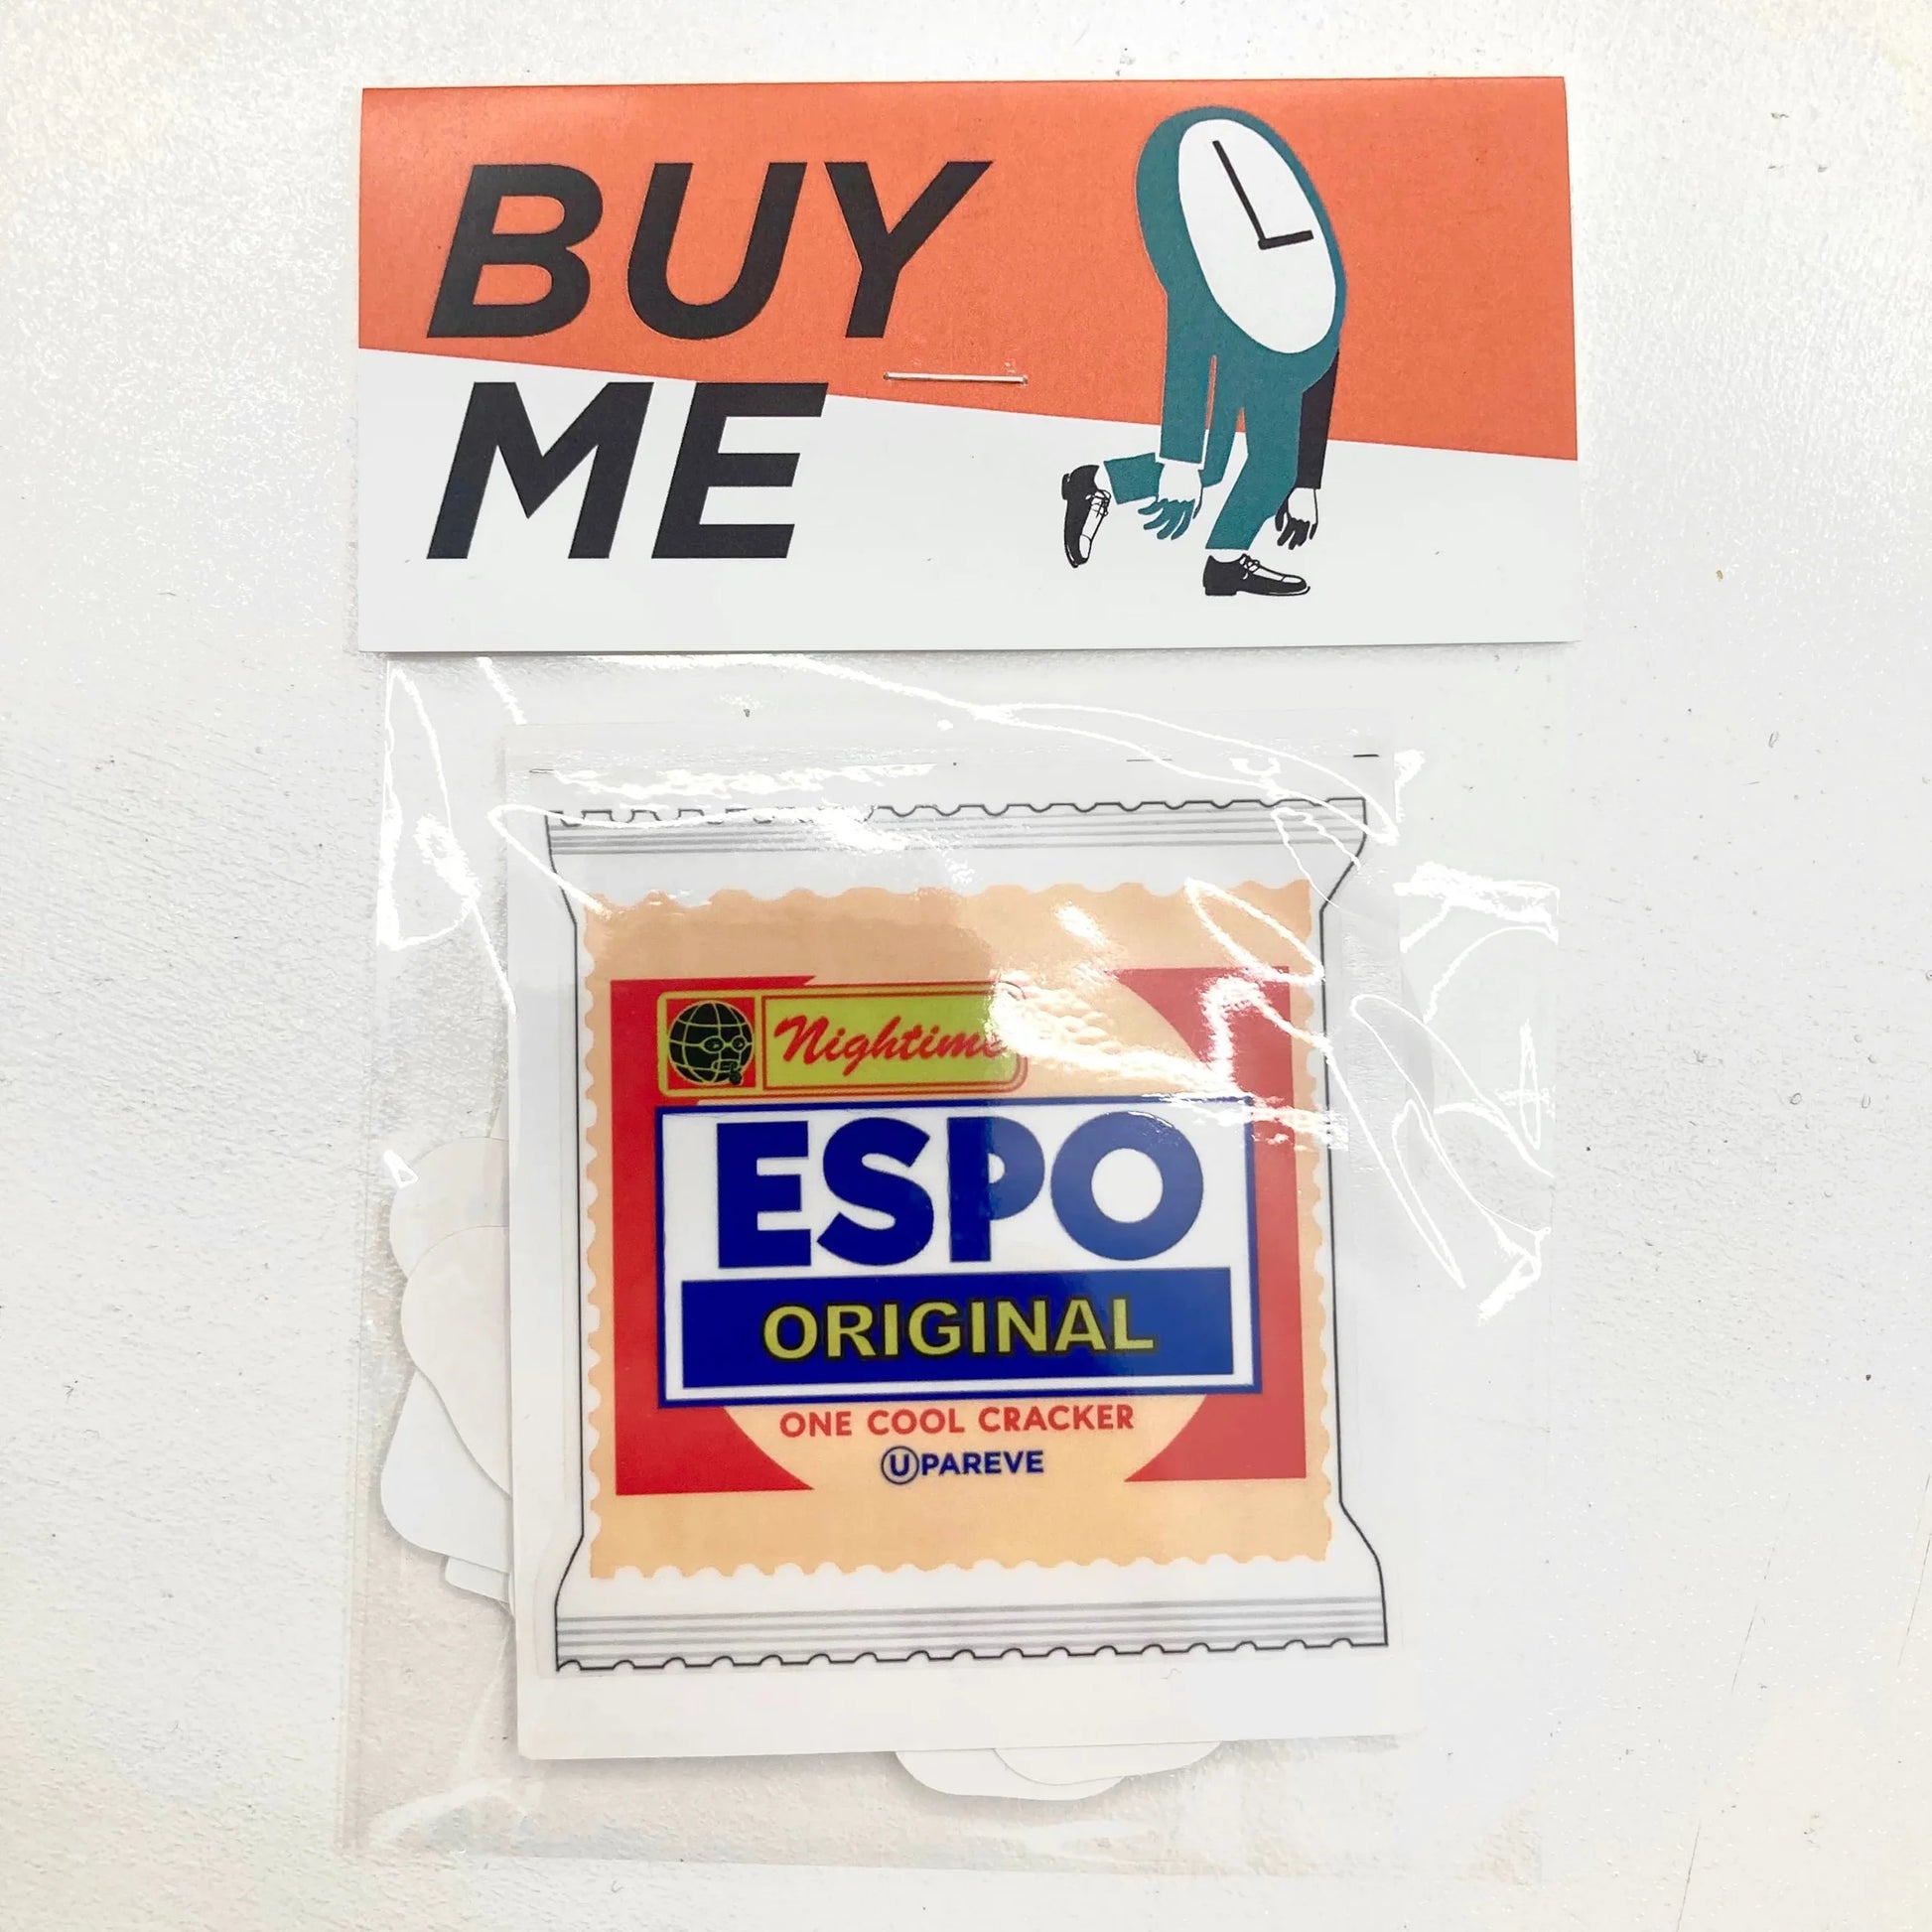 BUY
ME
Nightime
ESPO
ORIGINAL
ONE COOL CRACKER
ⓊPAREVE